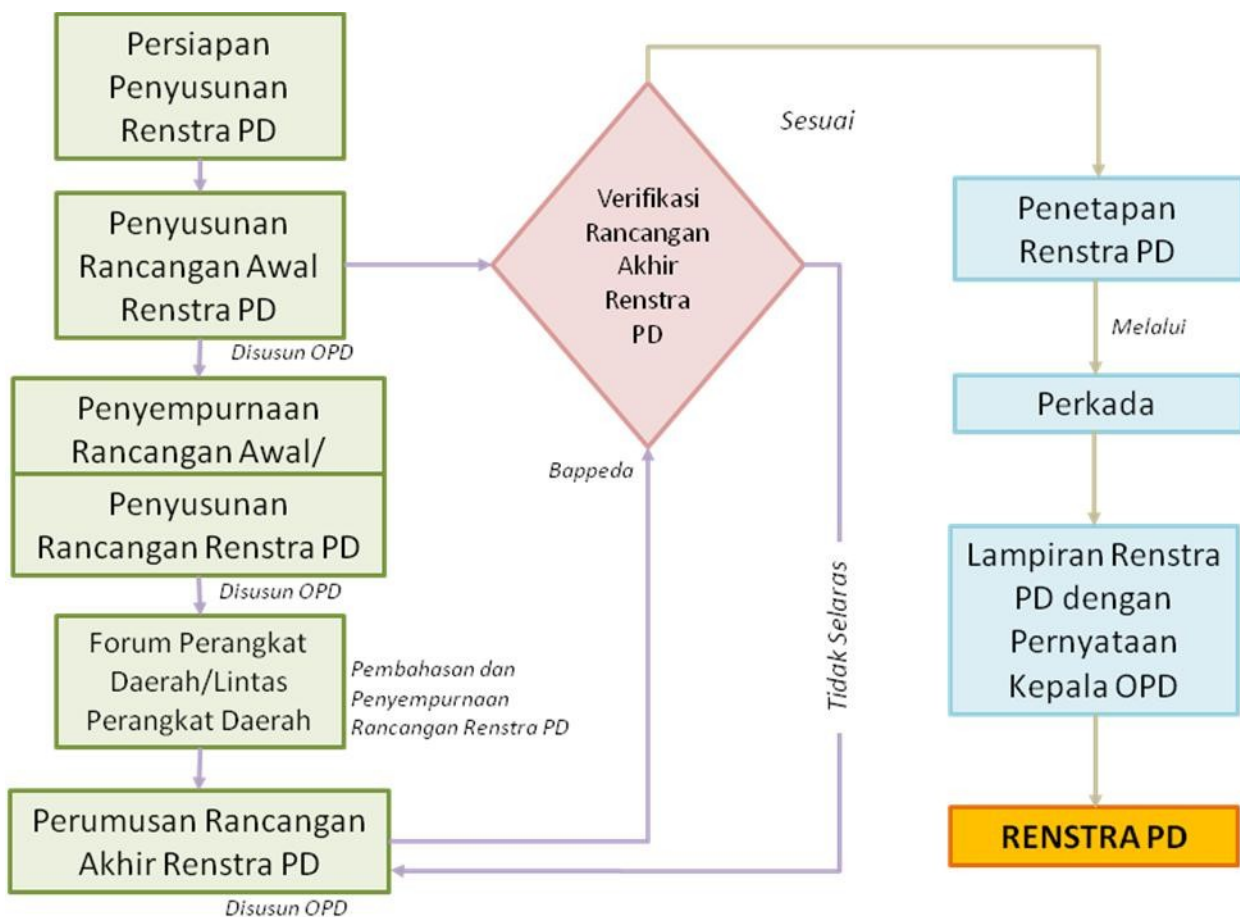 Persiapan
Penyusunan
Renstra PD
Penyusunan
Rancangan Awal
Renstra PD
Disusun OPD
Penyempurnaan
Rancangan Awal/
Penyusunan
Rancangan Renstra PD
Disusun OPD
Forum Perangkat
Daerah/Lintas
Perangkat Daerah
Pembahasan dan
Penyempurnaan
Rancangan Renstra PD
Perumusan Rancangan
Akhir Renstra PD
Disusun OPD
Verifikasi
Rancangan
Akhir
Renstra
PD
Bappeda
Tidak Selaras
Sesuai
Penetapan
Renstra PD
Melalui
Perkada
Lampiran Renstra
PD dengan
Pernyataan
Kepala OPD
RENSTRA PD